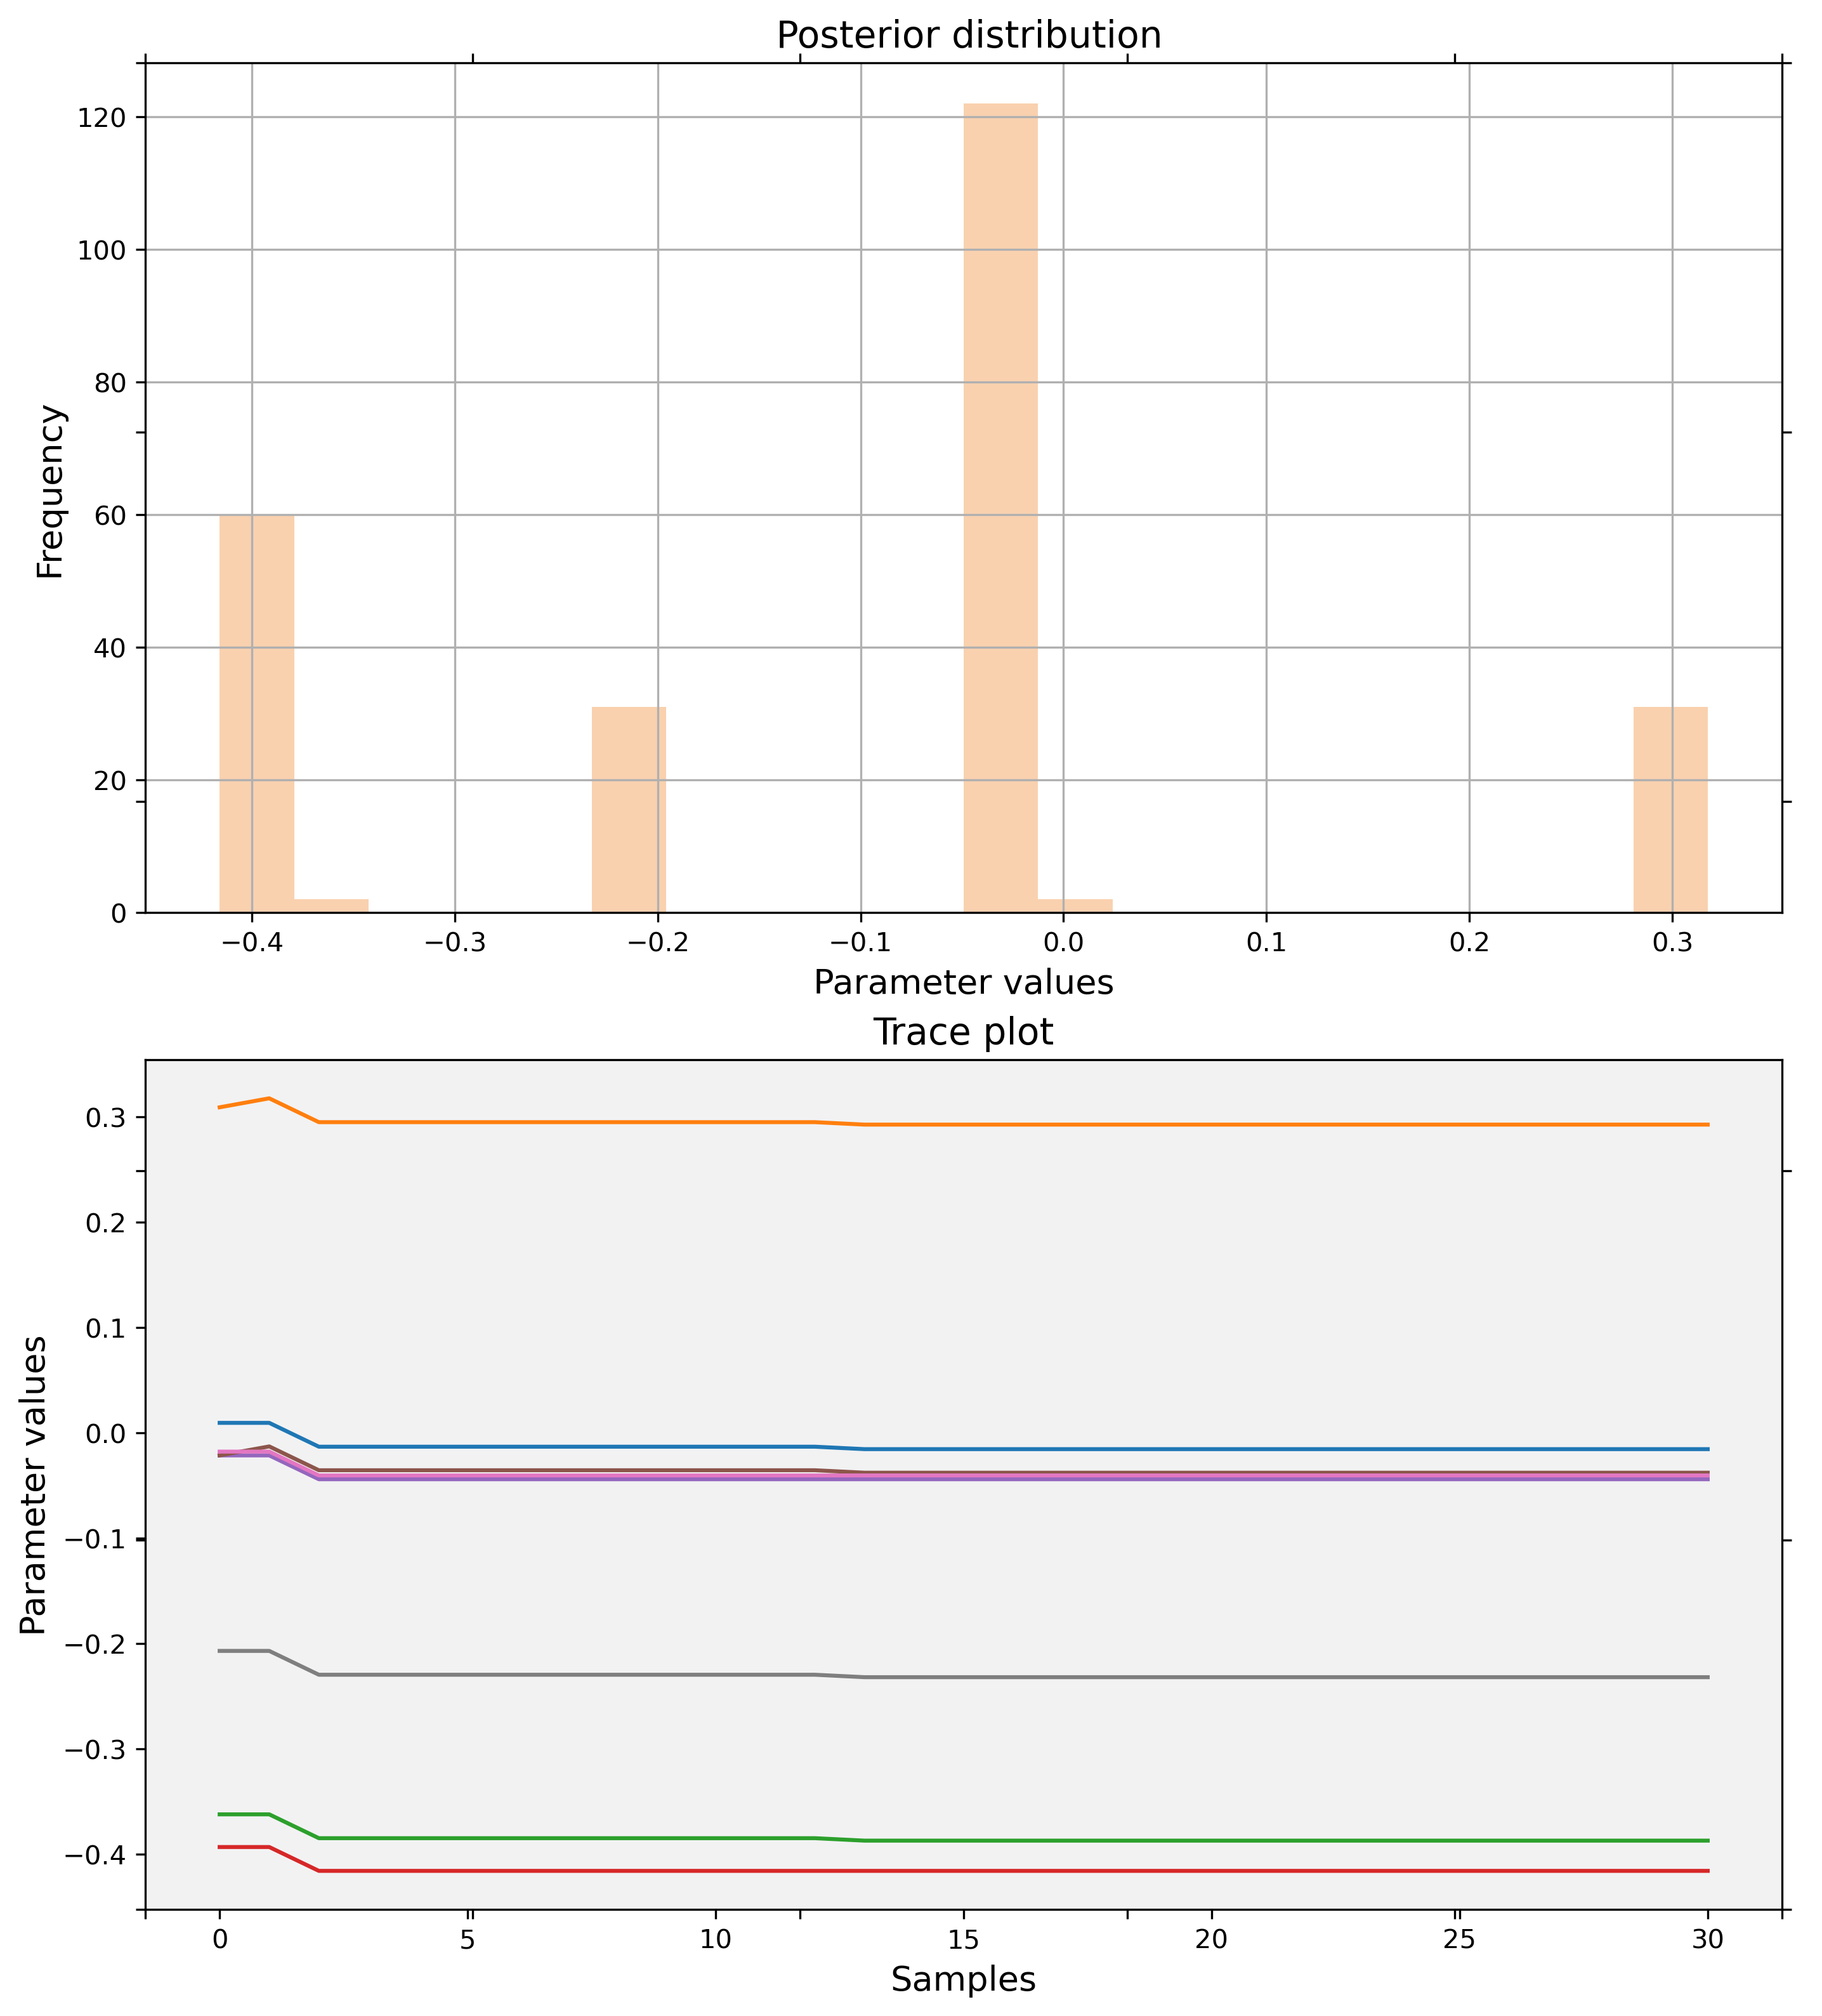 Posterior distribution
120
100
80
60
40
20
0
Frequency
−0.4 −0.3 −0.2 −0.1 0.0 0.1 0.2 0.3
Parameter values
Trace plot
0.3
0.2
0.1
0.0
−0.1
−0.2
−0.3
−0.4
Parameter values
0 5 10 15 20 25 30
Samples